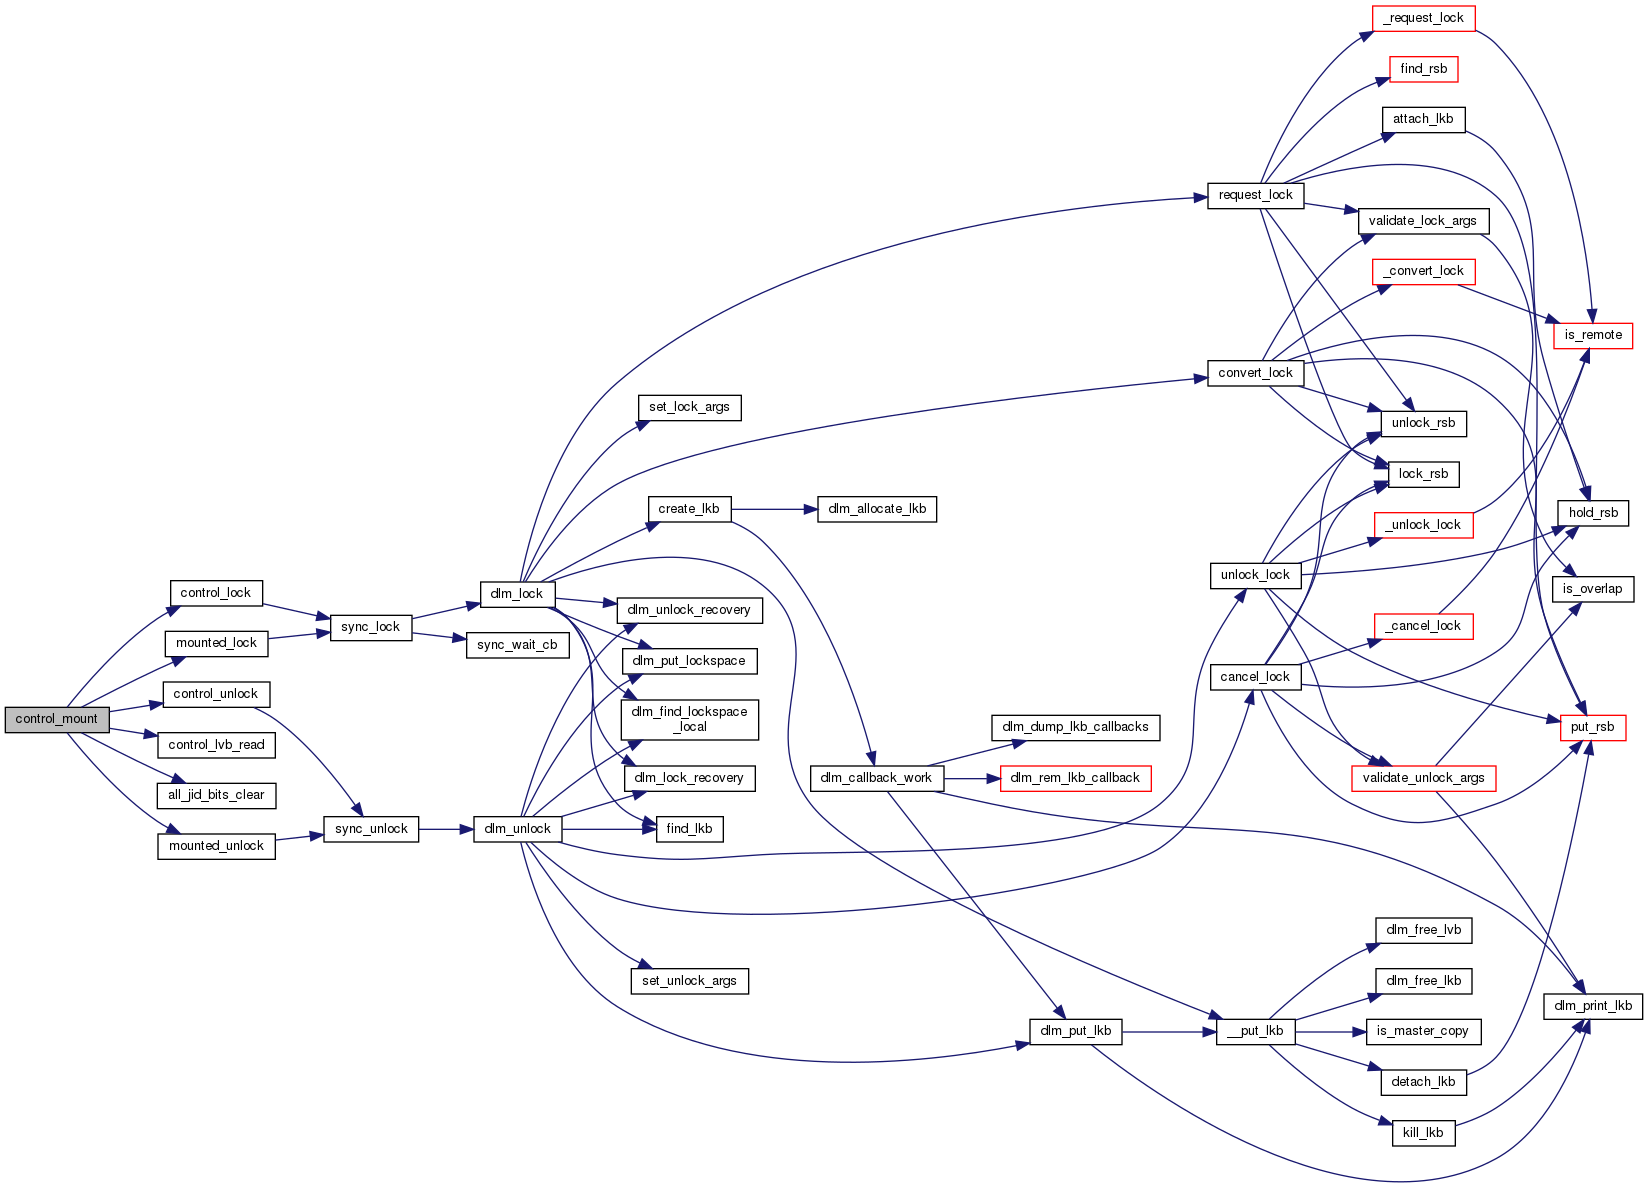 _request_lock
find_rsb
attach_lkb
request_lock
validate_lock_args
_convert_lock
is_remote
convert_lock
set_lock_args
unlock_rsb
lock_rsb
create_lkb
dlm_allocate_lkb
hold_rsb
_unlock_lock
unlock_lock
is_overlap
control_lock
dlm_lock
dlm_unlock_recovery
sync_lock
_cancel_lock
mounted_lock
sync_wait_cb
dlm_put_lockspace
cancel_lock
control_unlock
control_mount
dlm_find_lockspace
_local
dlm_dump_lkb_callbacks
put_rsb
control_lvb_read
dlm_lock_recovery
dlm_callback_work
dlm_rem_lkb_callback
validate_unlock_args
all_jid_bits_clear
sync_unlock
dlm_unlock
find_lkb
mounted_unlock
dlm_free_lvb
set_unlock_args
dlm_free_lkb
dlm_print_lkb
dlm_put_lkb
__put_lkb
is_master_copy
detach_lkb
kill_lkb